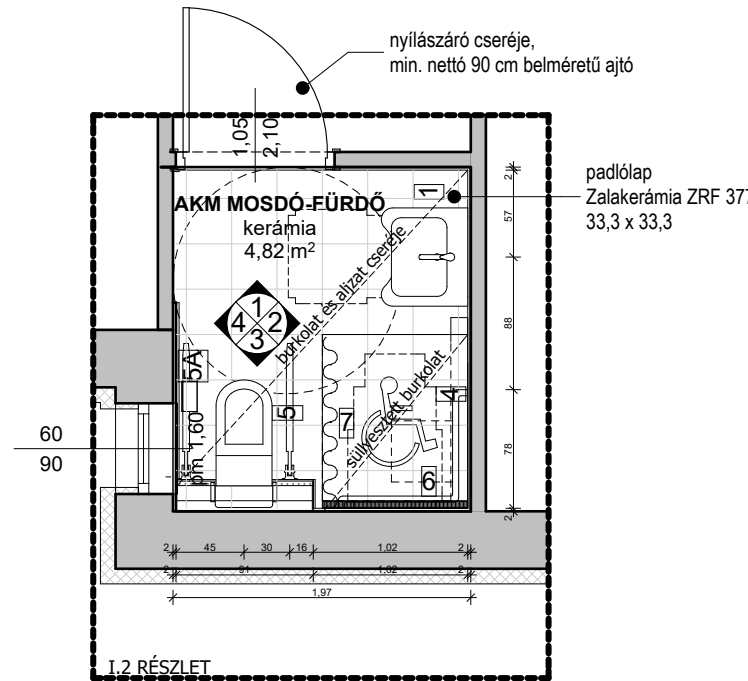 nyílászáró cseréje,
min. nettó 90 cm belméretű ajtó
1,05
2,10
padlólap
Zalakerámia ZRF 377
33,3 x 33,3
AKM MOSDÓ-FÜRDŐ
kerámia
4,82 m²
1
burkolat és aljzat cseréje
1
4 2
3
5A
5
7
süllyesztett burkolat
4
6
pm 1,60
60
90
2
57
88
78
2
2 45 30 16 1,02 2
2 91 1,02 2
1,97
I.2 RÉSZLET